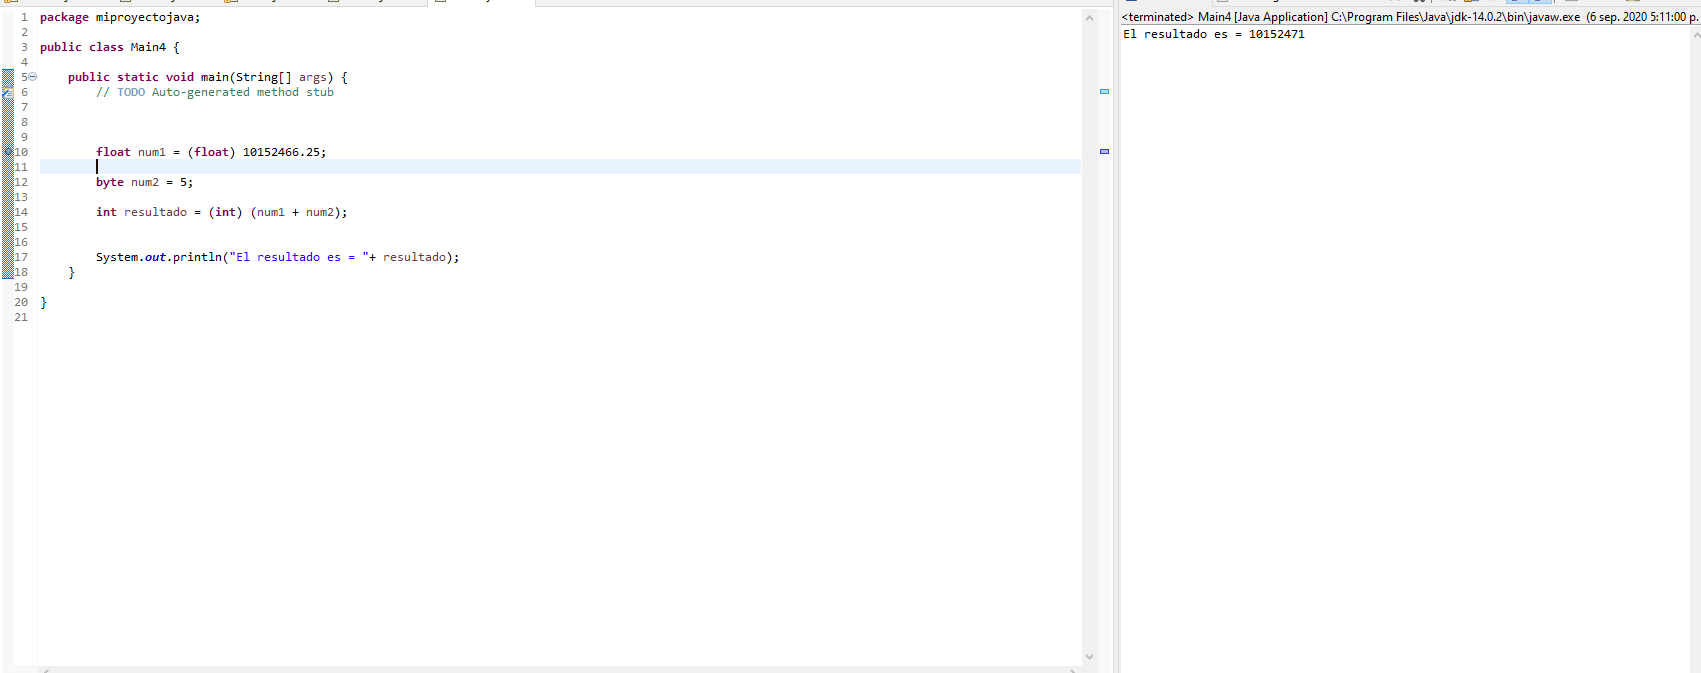 1 package miproyectojava;
2
3 public class Main4 {
4
5 public static void main(String[] args) {
6 // TODO Auto-generated method stub
7
8
9
10 float num1 = (float) 10152466.25;
11
12 byte num2 = 5;
13
14 int resultado = (int) (num1 + num2);
15
16
17 System.out.println("El resultado es = "+ resultado);
18 }
19
20 }
21
<terminated> Main4 [Java Application] C:\Program Files\Java\jdk-14.0.2\bin\javaw.exe (6 sep. 2020 5:11:00 p.
El resultado es = 10152471